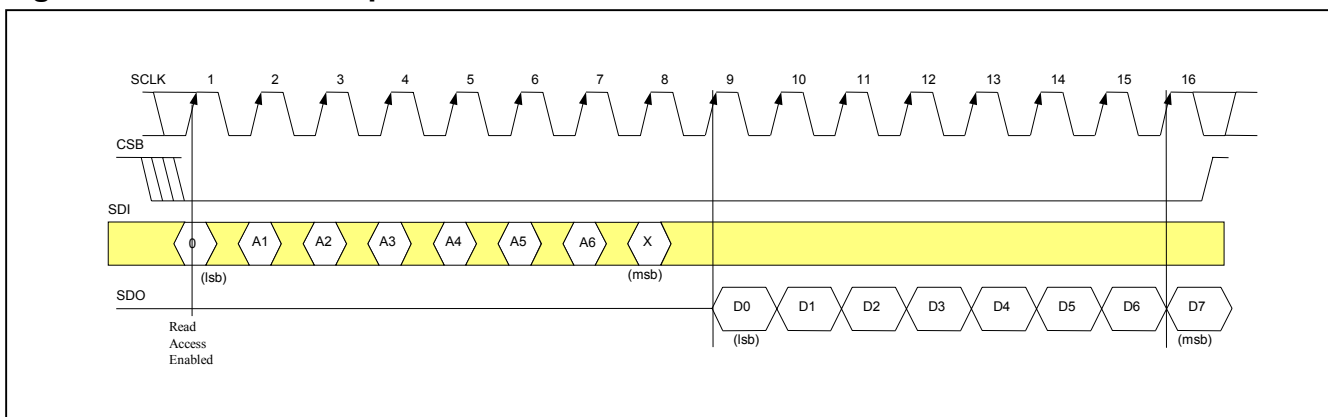 SCLK 1 2 3 4 5 6 7 8 9 10 11 12 13 14 15 16
CSB
SDI
0 A1 A2 A3 A4 A5 A6 X
(lsb) (msb)
SDO
D0 D1 D2 D3 D4 D5 D6 D7
(lsb) (msb)
Read
Access
Enabled